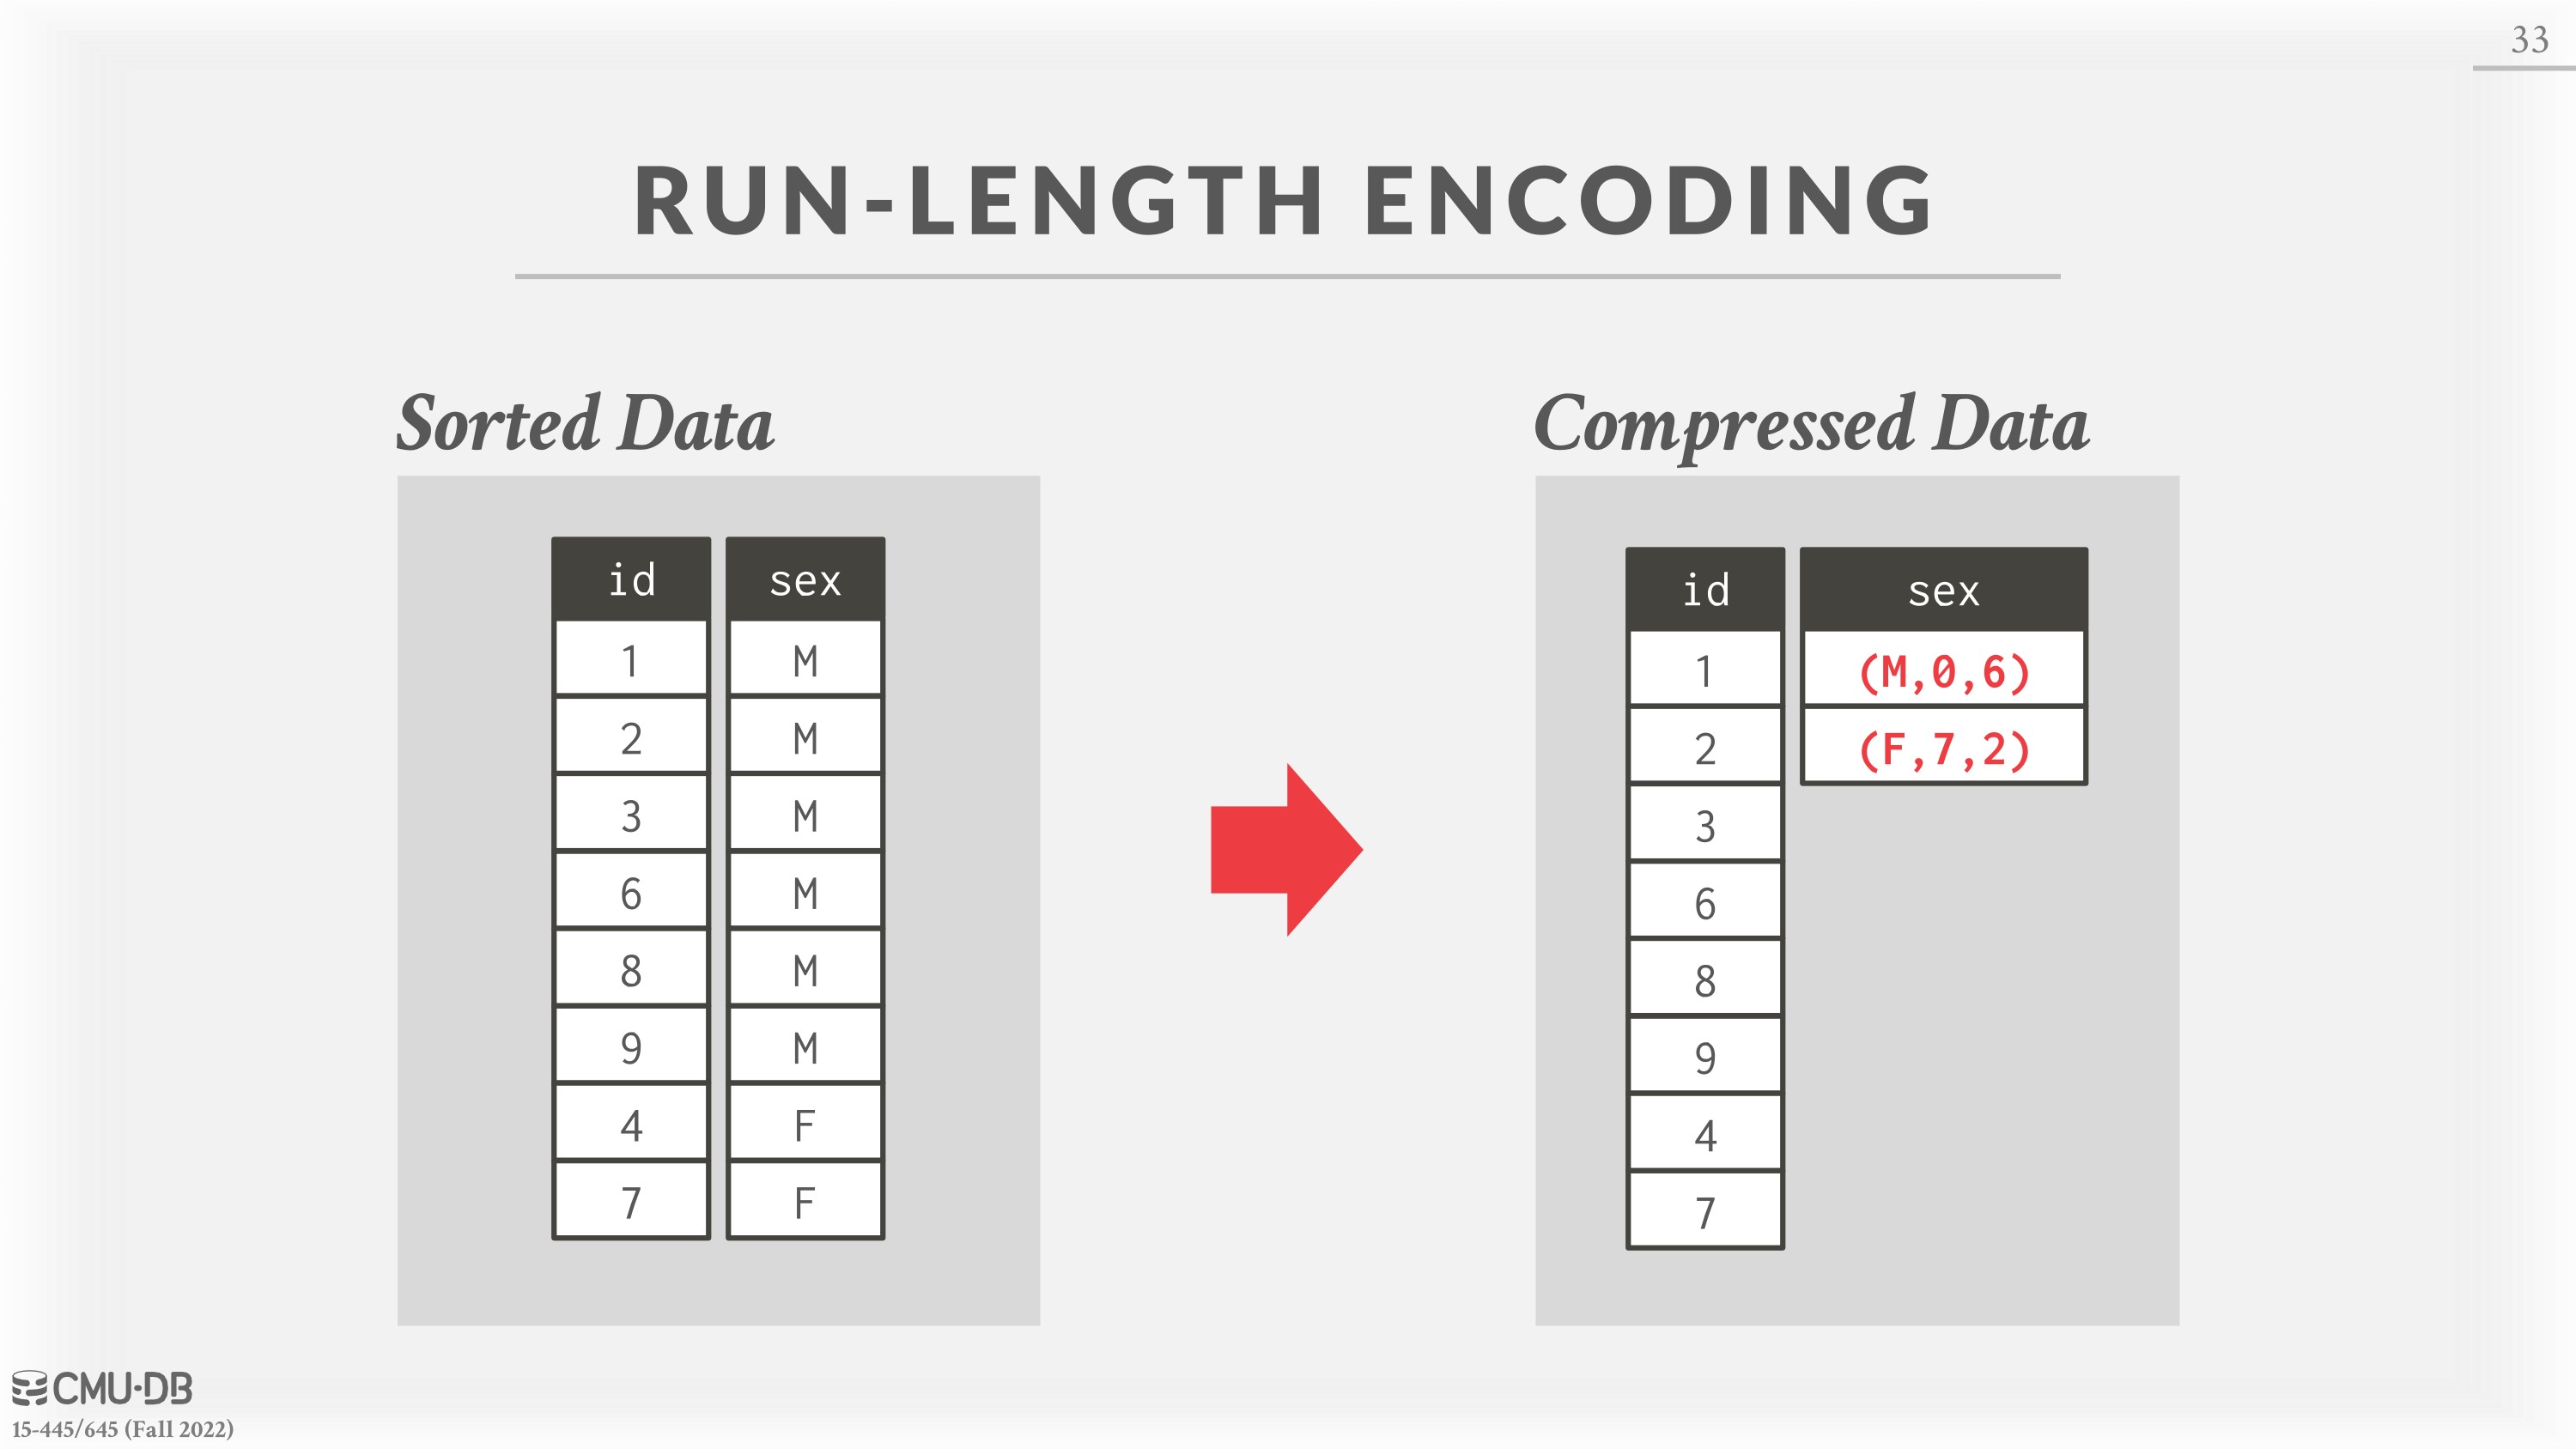 33
RUN-LENGTH ENCODING
Sorted Data
id sex
1 M
2 M
3 M
6 M
8 M
9 M
4 F
7 F
Compressed Data
id sex
1 (M,0,6)
2 (F,7,2)
3
6
8
9
4
7
CMU·DB
15-445/645 (Fall 2022)